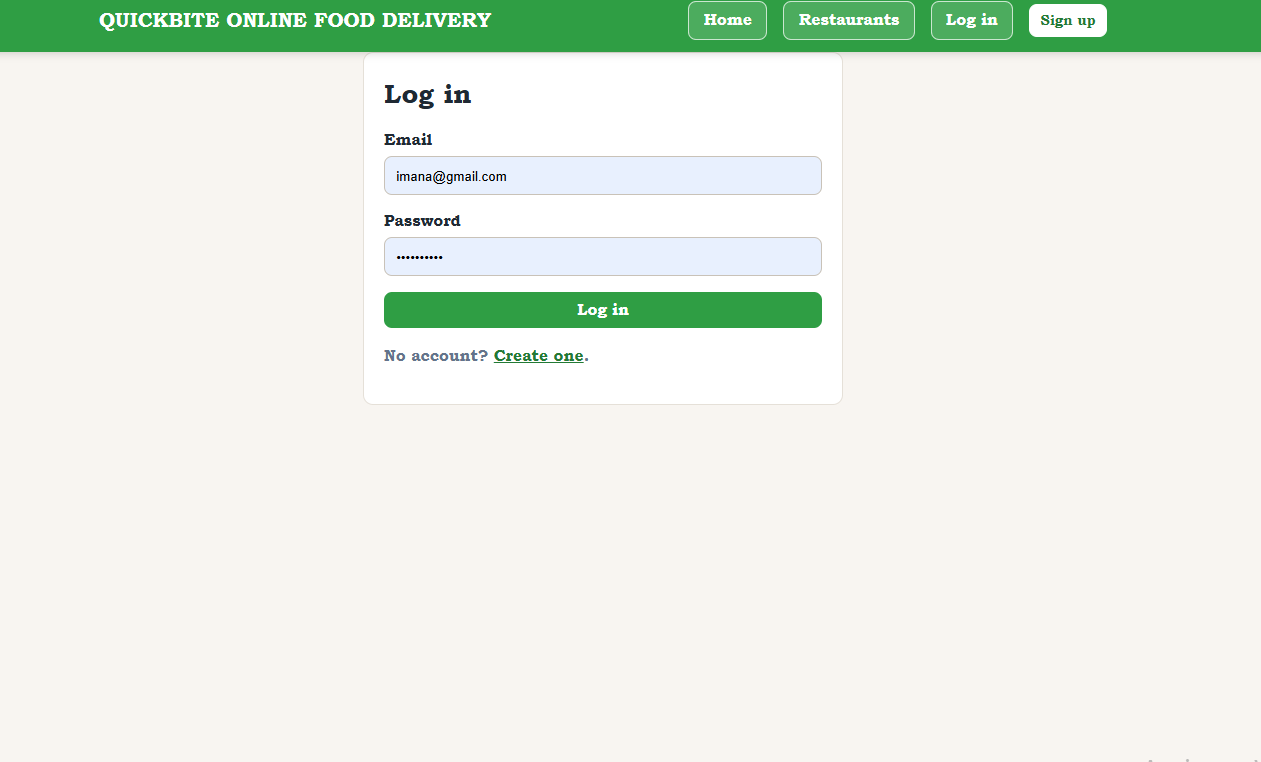 QUICKBITE ONLINE FOOD DELIVERY
Home
Restaurants
Log in
Sign up
Log in
Email
imana@gmail.com
Password
••••••••••
Log in
No account? Create one.